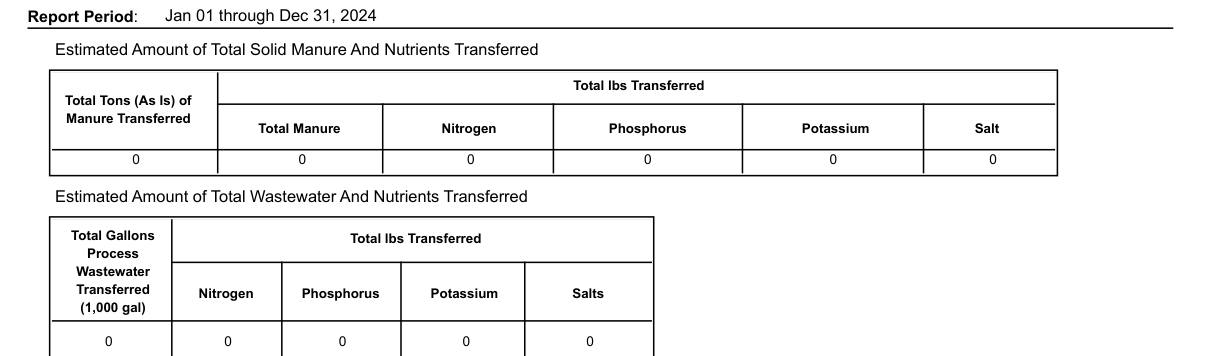 Report Period: Jan 01 through Dec 31, 2024
Estimated Amount of Total Solid Manure And Nutrients Transferred
Total Tons (As Is) of
Manure Transferred
Total lbs Transferred
Total Manure Nitrogen Phosphorus Potassium Salt
0 0 0 0 0 0
Estimated Amount of Total Wastewater And Nutrients Transferred
Total Gallons
Process
Wastewater
Transferred
(1,000 gal)
Total lbs Transferred
Nitrogen Phosphorus Potassium Salts
0 0 0 0 0